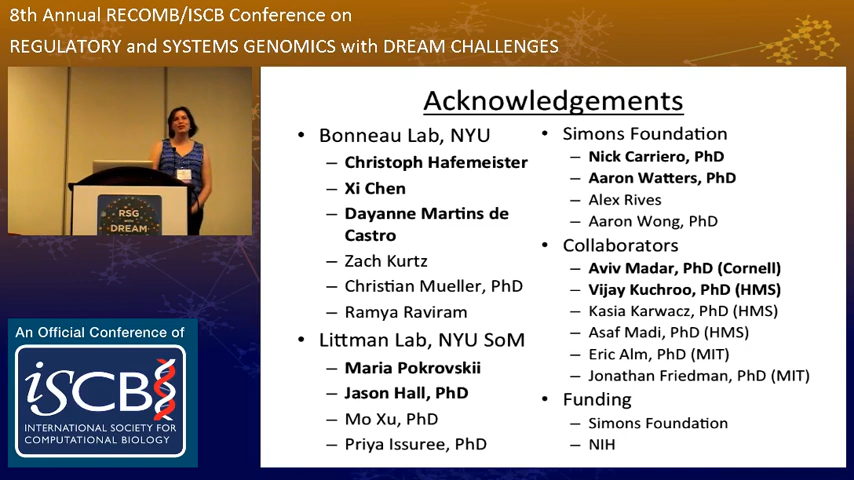 8th Annual RECOMB/ISCB Conference on
REGULATORY and SYSTEMS GENOMICS with DREAM CHALLENGES
RSG
with
DREAM
An Official Conference of
iSCB
INTERNATIONAL SOCIETY FOR
COMPUTATIONAL BIOLOGY
Acknowledgements
• Bonneau Lab, NYU
– Christoph Hafemeister
– Xi Chen
– Dayanne Martins de
Castro
– Zach Kurtz
– Christian Mueller, PhD
– Ramya Raviram
• Littman Lab, NYU SoM
– Maria Pokrovskii
– Jason Hall, PhD
– Mo Xu, PhD
– Priya Issuree, PhD
• Simons Foundation
– Nick Carriero, PhD
– Aaron Watters, PhD
– Alex Rives
– Aaron Wong, PhD
• Collaborators
– Aviv Madar, PhD (Cornell)
– Vijay Kuchroo, PhD (HMS)
– Kasia Karwacz, PhD (HMS)
– Asaf Madi, PhD (HMS)
– Eric Alm, PhD (MIT)
– Jonathan Friedman, PhD (MIT)
• Funding
– Simons Foundation
– NIH